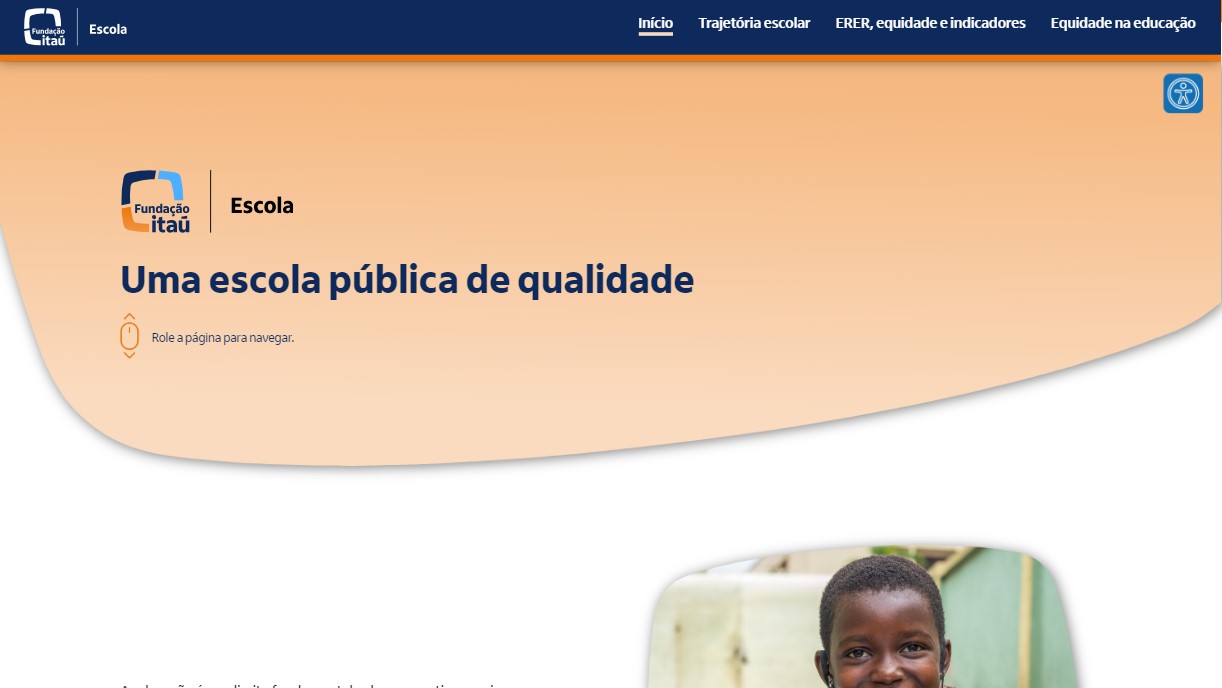 Fundação
itaú
Escola
Início
Trajetória escolar
ERER, equidade e indicadores
Equidade na educação
Fundação
itaú
Escola
Uma escola pública de qualidade
Role a página para navegar.